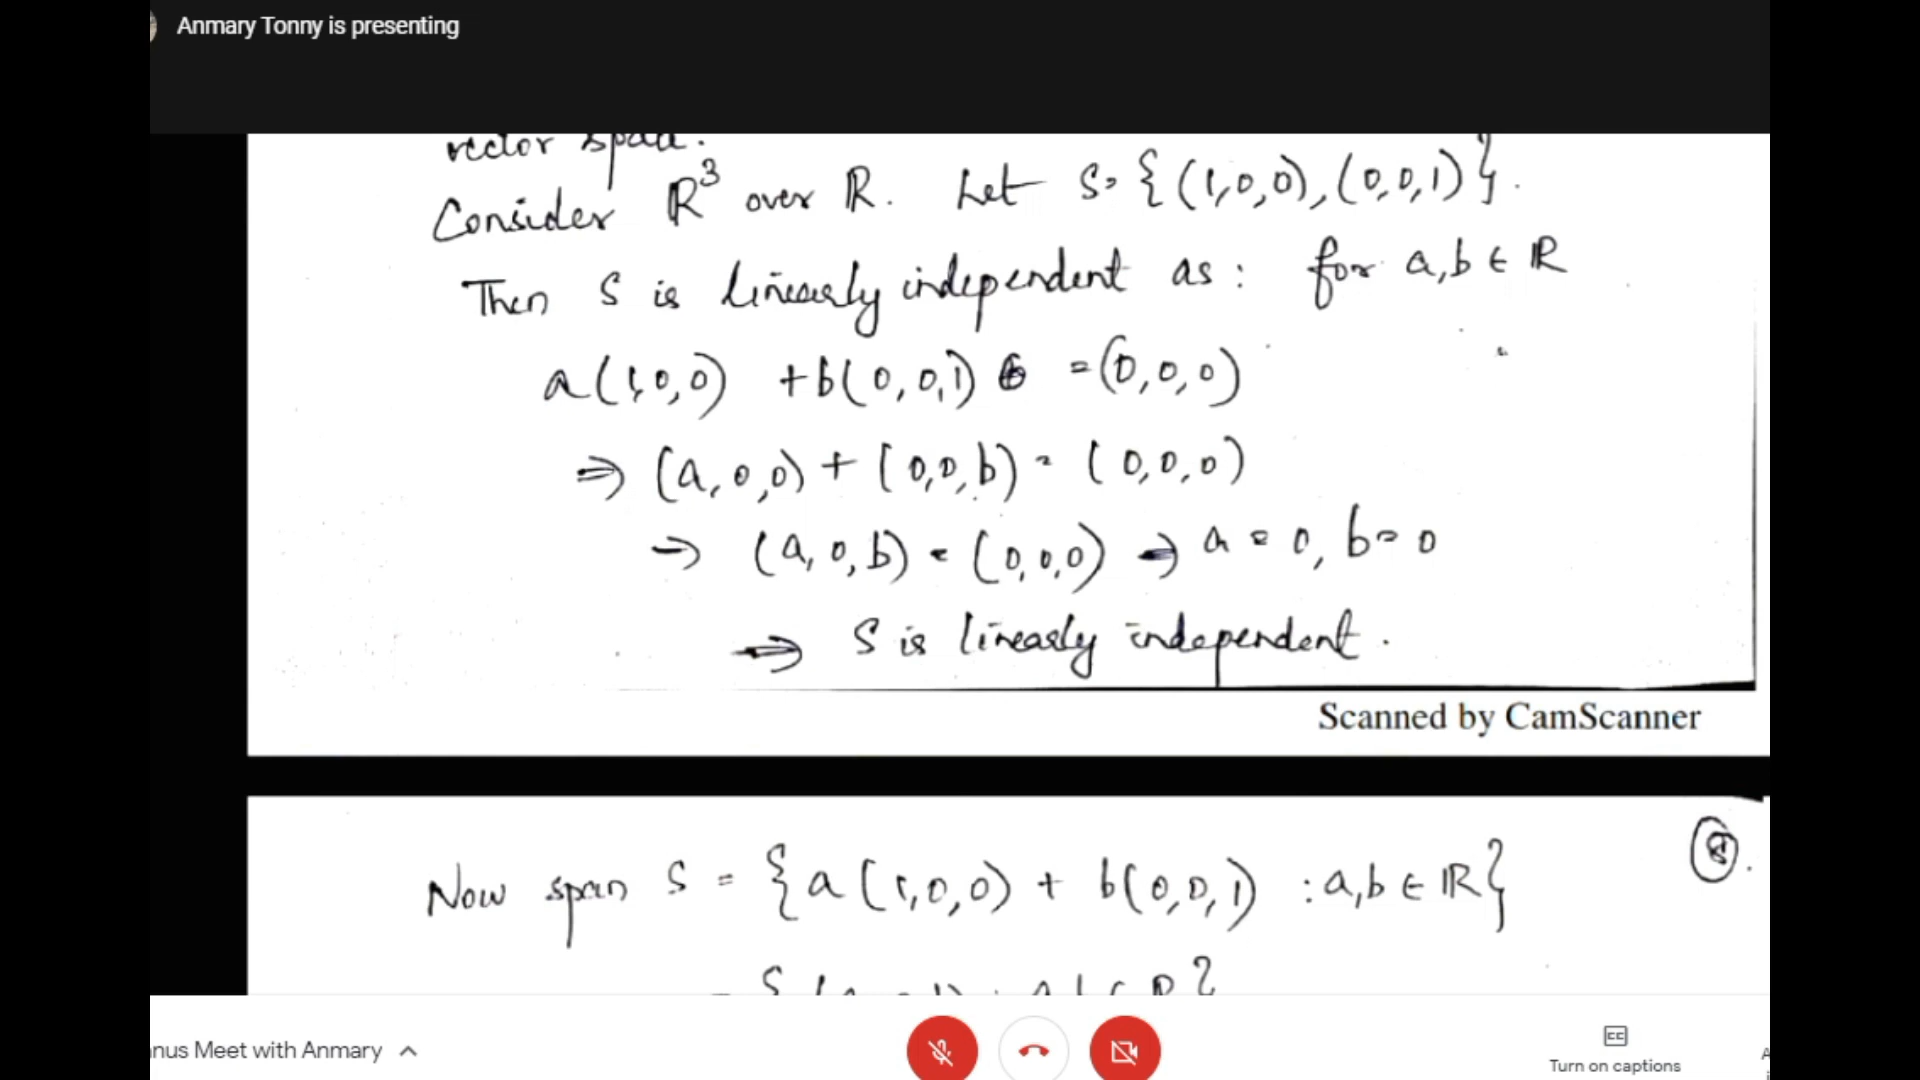 Anmary Tonny is presenting
vector space.
Consider R³ over R. Let S = {(1,0,0),(0,0,1)}.
Then S is linearly independent as: for a,b ∈ R
a(1,0,0) +b(0,0,1) =(0,0,0)
⇒ (a,0,0) + (0,0,b) = (0,0,0)
⇒ (a,0,b) = (0,0,0) ⇒ a = 0, b = 0
⇒ S is linearly independent.
Scanned by CamScanner
Now span S = {a(1,0,0) + b(0,0,1) : a,b ∈ R}
nus Meet with Anmary
Turn on captions